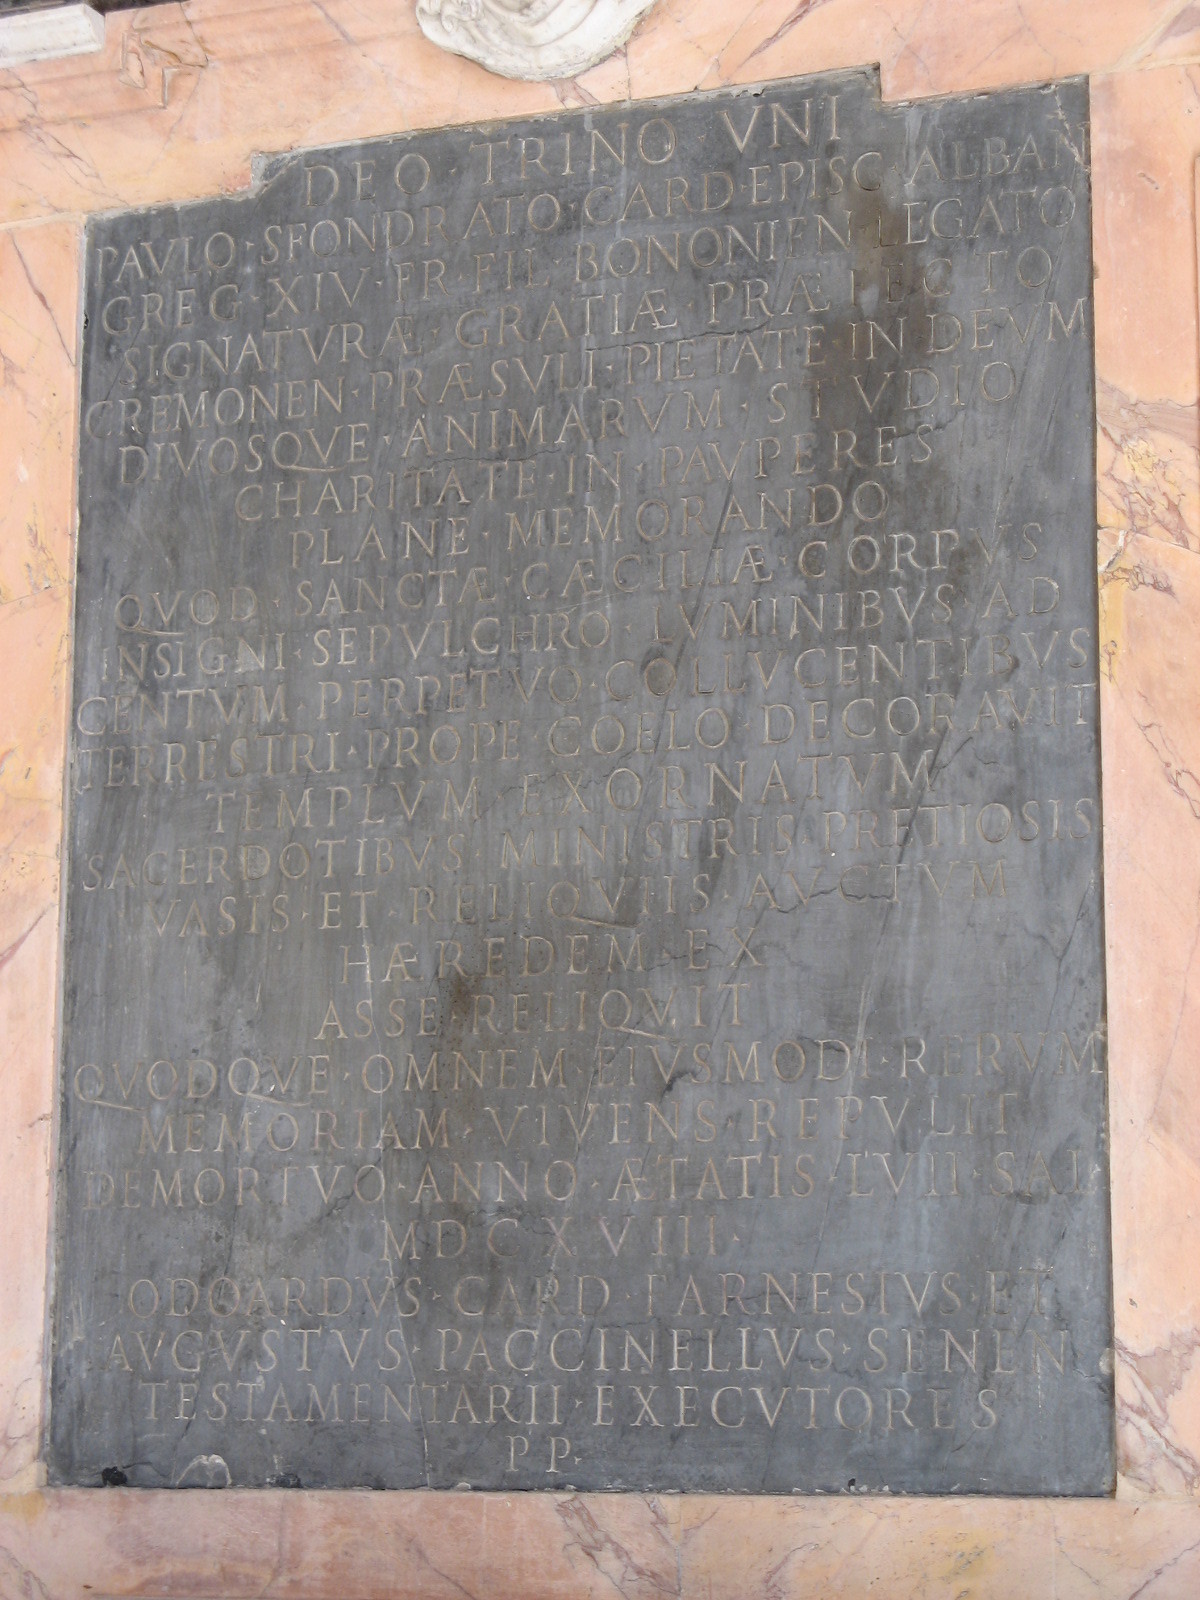 DEO · TRINO VNI
PAVLO · SFONDRATO · CARD · EPISC · ALBAN
GREG · XIV · FR · FIL · BONONIEN · LEGATO
SIGNATVRÆ · GRATIÆ · PRÆFECTO
CREMONEN · PRÆSVLI · PIETATE · IN DEVM
DIVOSQVE · ANIMARVM · STVDIO
CHARITATE · IN · PAVPERES
PLANE · MEMORANDO
QVOD · SANCTÆ · CÆCILIÆ · CORPVS
INSIGNI · SEPVLCHRO · LVMINIBVS · AD
CENTVM PERPETVO · COLLVCENTIBVS
TERRESTRI · PROPE COELO DECORAVIT
TEMPLVM EXORNATVM
SACERDOTIBVS MINISTRIS · PRETIOSIS
VASIS · ET · RELIQVIIS · AVCTVM
HÆREDEM EX
ASSE · RELIQVIT
QVODQVE · OMNEM · EIVSMODI · RERVM
MEMORIAM · VIVENS · REPVLIT
DEMORTVO · ANNO · ÆTATIS · LVII · SAL
MDCXVIII ·
ODOARDVS · CARD · FARNESIVS · ET
AVGVSTVS · PACCINELLVS · SENEN
TESTAMENTARII · EXECVTORES
P P ·